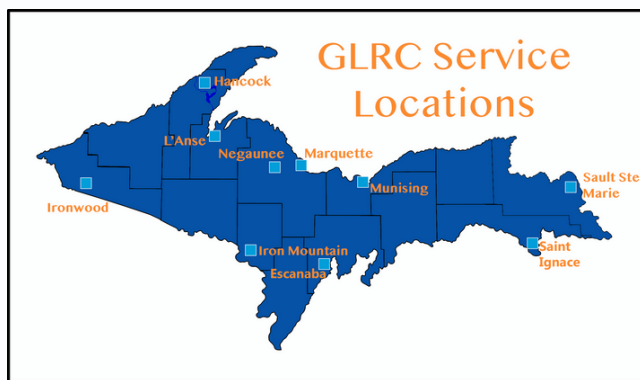 GLRC Service
Locations
Hancock
L'Anse
Negaunee
Marquette
Munising
Sault Ste
Marie
Ironwood
Iron Mountain
Escanaba
Saint
Ignace